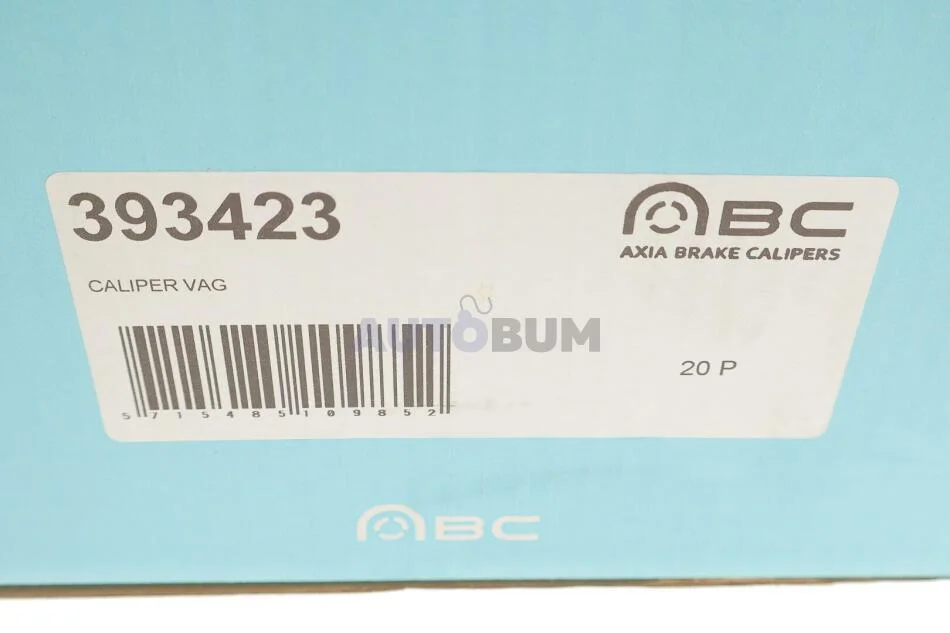 393423
ABC
AXIA BRAKE CALIPERS
CALIPER VAG
AUTOBUM
20 P
5715485109852
ABC